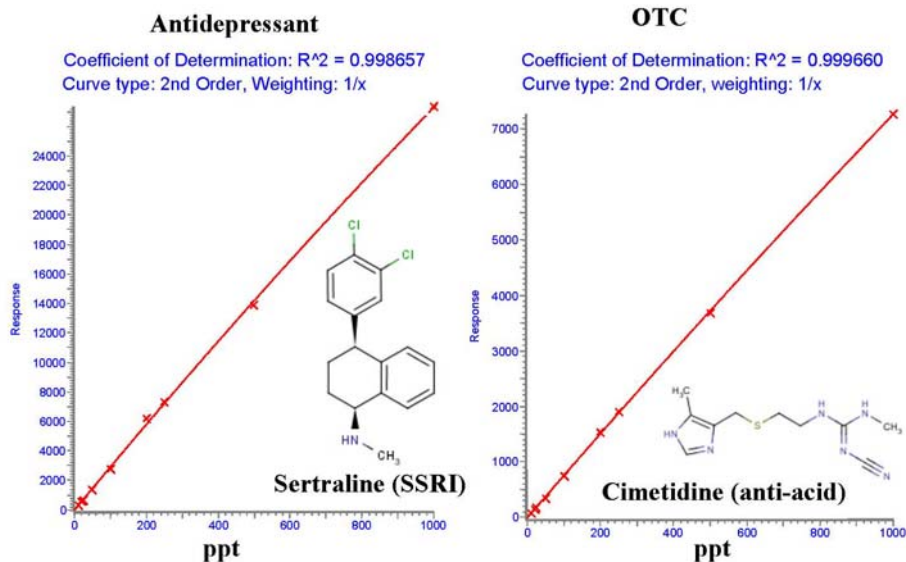 Antidepressant
Coefficient of Determination: R^2 = 0.998657
Curve type: 2nd Order, Weighting: 1/x
24000
22000
20000
18000
16000
14000
12000
10000
8000
6000
4000
2000
0
Response
0 200 400 600 800 1000
ppt
Cl
Cl
HN
CH₃
Sertraline (SSRI)
OTC
Coefficient of Determination: R^2 = 0.999660
Curve type: 2nd Order, weighting: 1/x
7000
6000
5000
4000
3000
2000
1000
0
Response
0 200 400 600 800 1000
ppt
H₃C
HN
N
S
H
N
H
N
CH₃
N
N
Cimetidine (anti-acid)